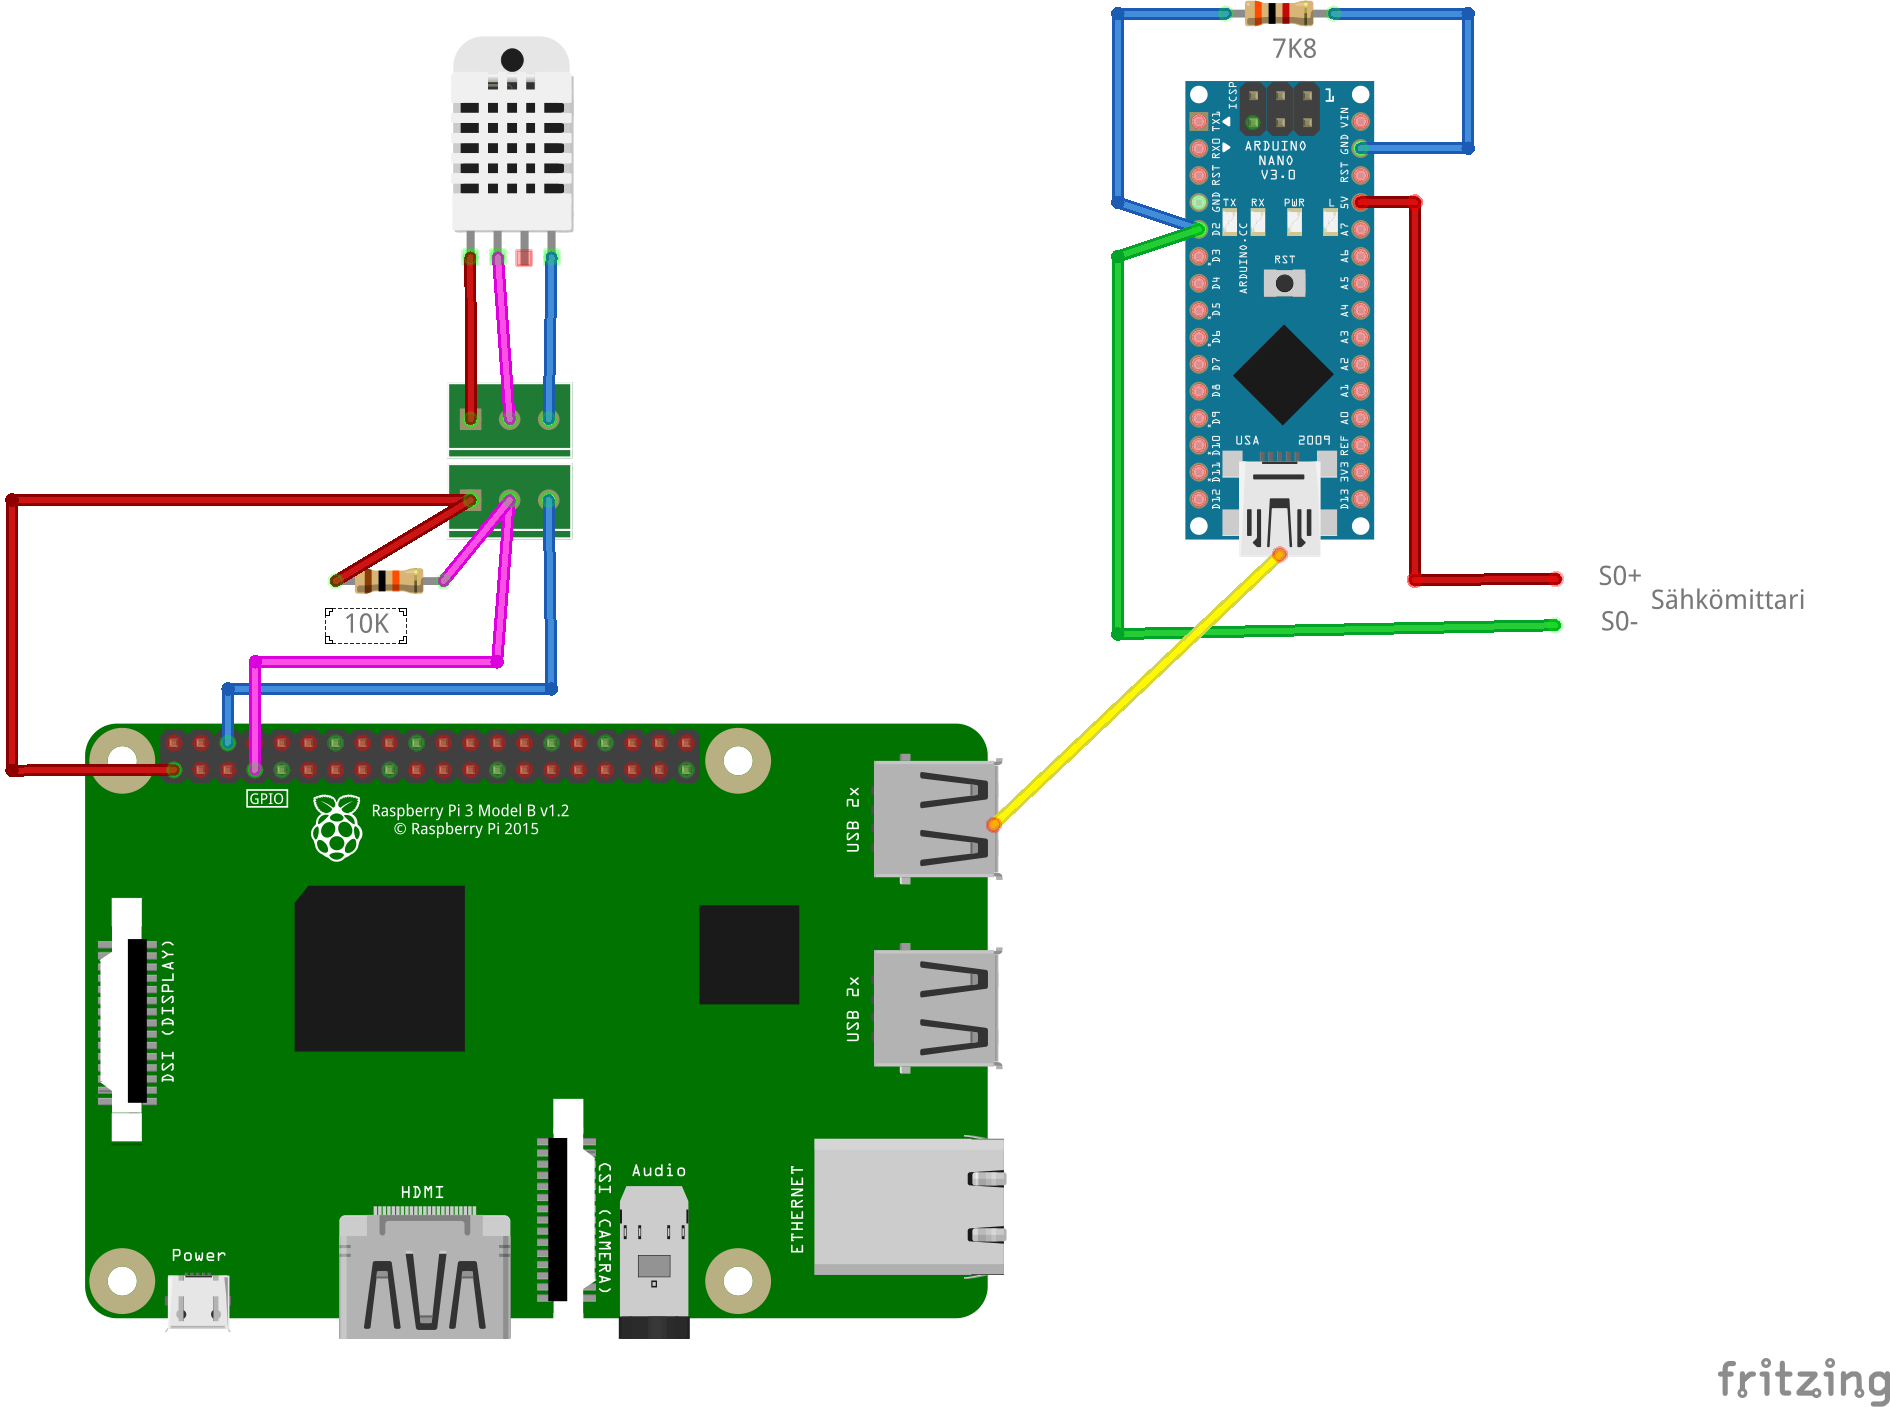 7K8
ICSP
1
TX1
RX0
RST
GND
D2
D3
D4
D5
D6
D7
D8
D9
D10
D11
D12
VIN
GND
RST
5V
A7
A6
A5
A4
A3
A2
A1
A0
REF
3V3
D13
ARDUINO
NANO
V3.0
TX RX PWR L
ARDUINO.CC
RST
USA 2009
S0+
Sähkömittari
S0-
10K
GPIO
Raspberry Pi 3 Model B v1.2
© Raspberry Pi 2015
USB 2x
USB 2x
DSI (DISPLAY)
CSI (CAMERA)
Audio
ETHERNET
HDMI
Power
fritzing